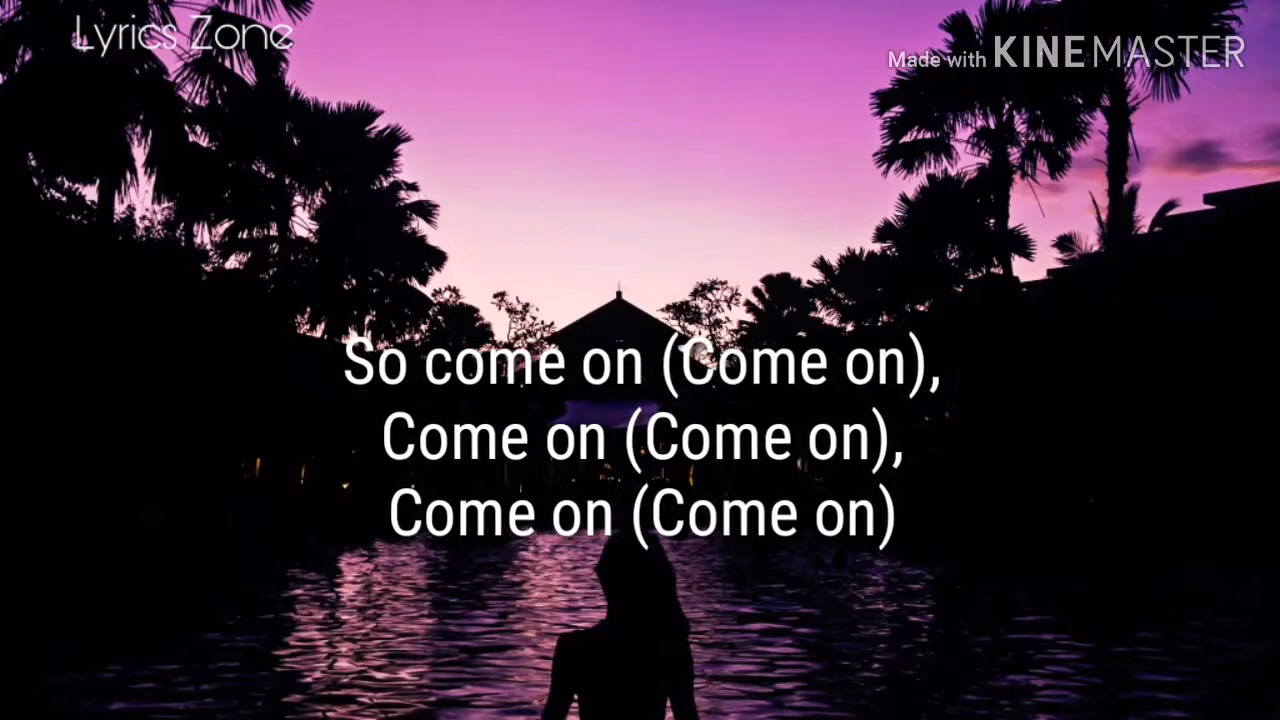 Lyrics Zone
Made with KINEMASTER
So come on (Come on),
Come on (Come on),
Come on (Come on)